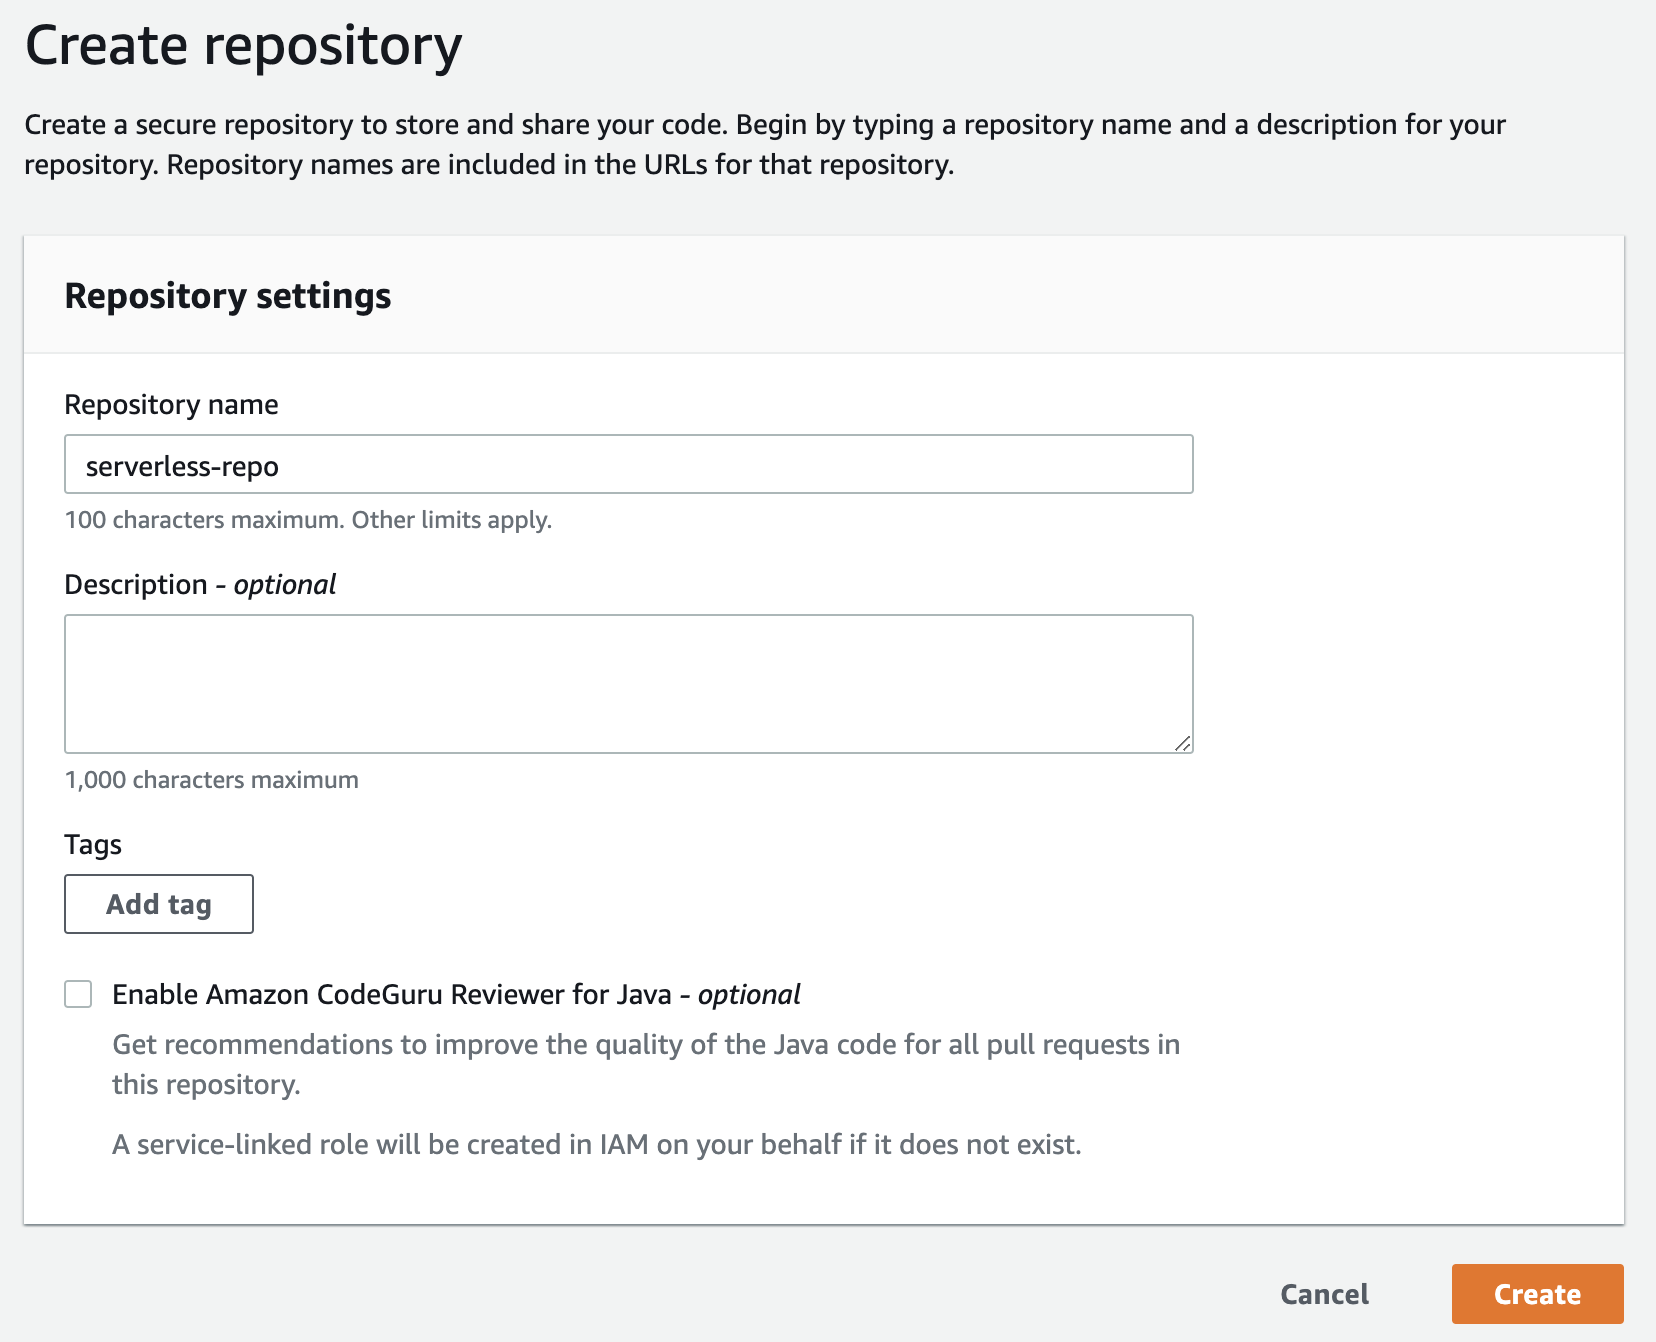 Create repository
Create a secure repository to store and share your code. Begin by typing a repository name and a description for your
repository. Repository names are included in the URLs for that repository.
Repository settings
Repository name
serverless-repo
100 characters maximum. Other limits apply.
Description - optional
1,000 characters maximum
Tags
Add tag
Enable Amazon CodeGuru Reviewer for Java - optional
Get recommendations to improve the quality of the Java code for all pull requests in
this repository.
A service-linked role will be created in IAM on your behalf if it does not exist.
Cancel
Create